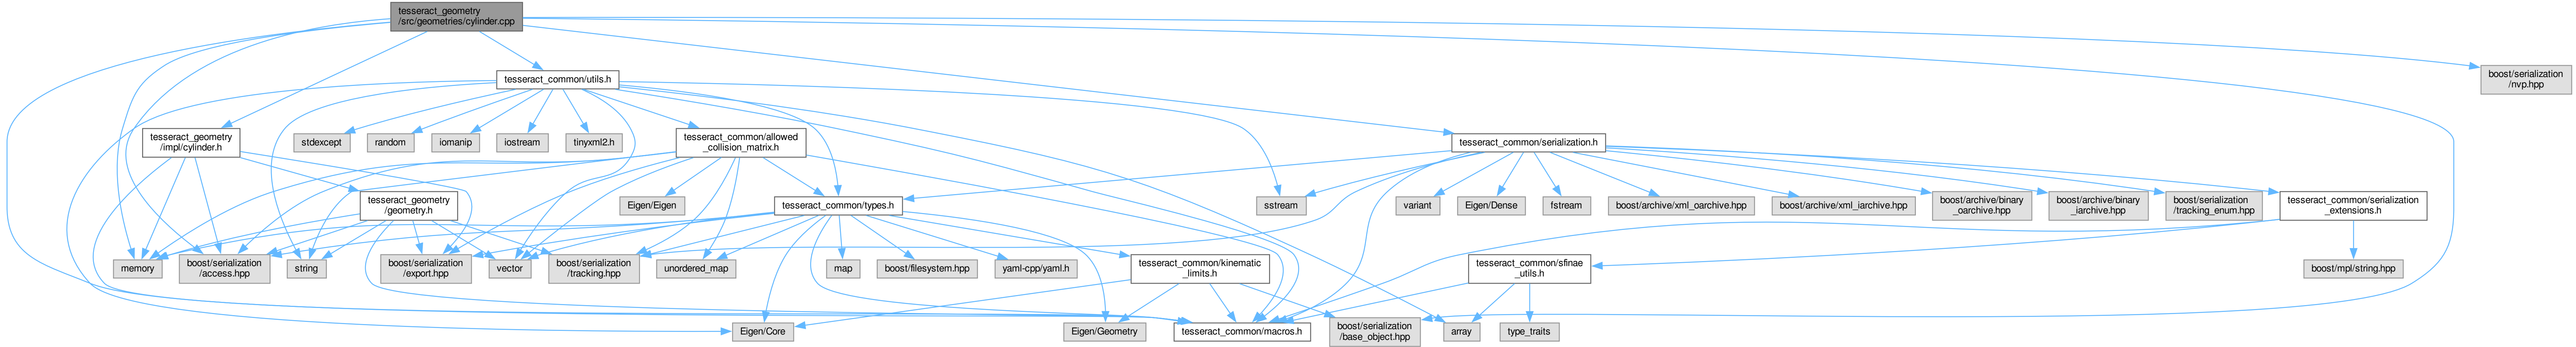 tesseract_geometry
/src/geometries/cylinder.cpp
tesseract_common/utils.h
boost/serialization
/nvp.hpp
tesseract_geometry
/impl/cylinder.h
stdexcept
random
iomanip
iostream
tinyxml2.h
tesseract_common/allowed
_collision_matrix.h
tesseract_common/serialization.h
tesseract_geometry
/geometry.h
Eigen/Eigen
tesseract_common/types.h
sstream
variant
Eigen/Dense
fstream
boost/archive/xml_oarchive.hpp
boost/archive/xml_iarchive.hpp
boost/archive/binary
_oarchive.hpp
boost/archive/binary
_iarchive.hpp
boost/serialization
/tracking_enum.hpp
tesseract_common/serialization
_extensions.h
memory
boost/serialization
/access.hpp
string
boost/serialization
/export.hpp
vector
boost/serialization
/tracking.hpp
unordered_map
map
boost/filesystem.hpp
yaml-cpp/yaml.h
tesseract_common/kinematic
_limits.h
tesseract_common/sfinae
_utils.h
boost/mpl/string.hpp
Eigen/Core
Eigen/Geometry
tesseract_common/macros.h
boost/serialization
/base_object.hpp
array
type_traits